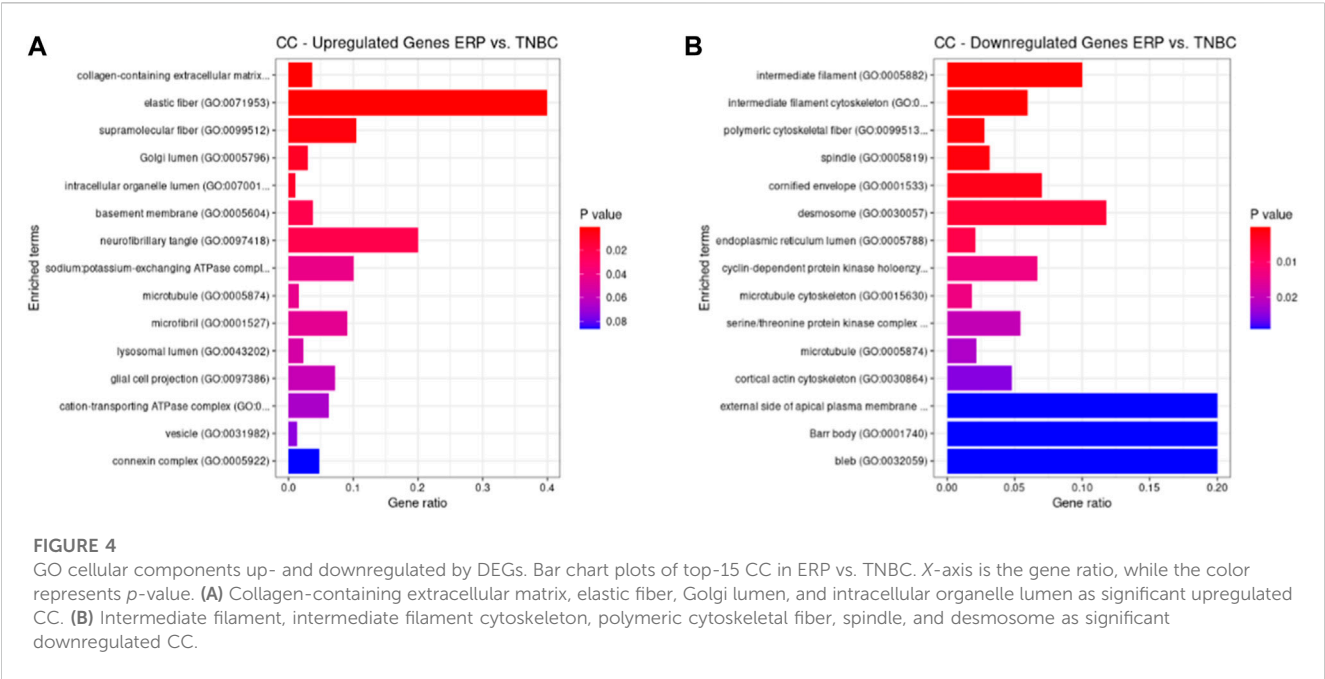 A
CC - Upregulated Genes ERP vs. TNBC
Enriched terms
collagen-containing extracellular matrix...
elastic fiber (GO:0071953)
supramolecular fiber (GO:0099512)
Golgi lumen (GO:0005796)
intracellular organelle lumen (GO:007001...
basement membrane (GO:0005604)
neurofibrillary tangle (GO:0097418)
sodium:potassium-exchanging ATPase compl...
microtubule (GO:0005874)
microfibril (GO:0001527)
lysosomal lumen (GO:0043202)
glial cell projection (GO:0097386)
cation-transporting ATPase complex (GO:0...
vesicle (GO:0031982)
connexin complex (GO:0005922)
0.0 0.1 0.2 0.3 0.4
Gene ratio
P value
0.02
0.04
0.06
0.08
B
CC - Downregulated Genes ERP vs. TNBC
Enriched terms
intermediate filament (GO:0005882)
intermediate filament cytoskeleton (GO:0...
polymeric cytoskeletal fiber (GO:0099513...
spindle (GO:0005819)
cornified envelope (GO:0001533)
desmosome (GO:0030057)
endoplasmic reticulum lumen (GO:0005788)
cyclin-dependent protein kinase holoenzy...
microtubule cytoskeleton (GO:0015630)
serine/threonine protein kinase complex ...
microtubule (GO:0005874)
cortical actin cytoskeleton (GO:0030864)
external side of apical plasma membrane ...
Barr body (GO:0001740)
bleb (GO:0032059)
0.00 0.05 0.10 0.15 0.20
Gene ratio
P value
0.01
0.02
FIGURE 4
GO cellular components up- and downregulated by DEGs. Bar chart plots of top-15 CC in ERP vs. TNBC. X-axis is the gene ratio, while the color
represents p-value. (A) Collagen-containing extracellular matrix, elastic fiber, Golgi lumen, and intracellular organelle lumen as significant upregulated
CC. (B) Intermediate filament, intermediate filament cytoskeleton, polymeric cytoskeletal fiber, spindle, and desmosome as significant
downregulated CC.